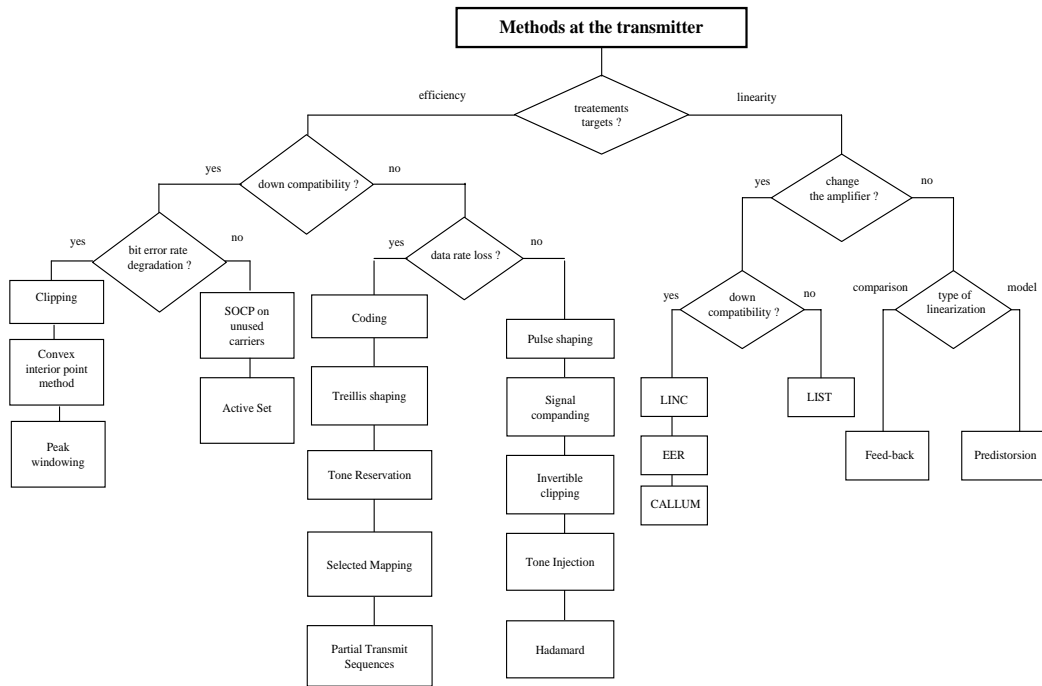 Methods at the transmitter
efficiency
treatements
targets ?
linearity
yes
down compatibility ?
no
yes
change
the amplifier ?
no
yes
bit error rate
degradation ?
no
yes
data rate loss ?
no
yes
down
compatibility ?
no
comparison
type of
linearization
model
Clipping
SOCP on
unused
carriers
Coding
Pulse shaping
Convex
interior point
method
Active Set
Treillis shaping
Signal
companding
LINC
LIST
Peak
windowing
Tone Reservation
Invertible
clipping
EER
Feed-back
Predistorsion
CALLUM
Selected Mapping
Tone Injection
Partial Transmit
Sequences
Hadamard